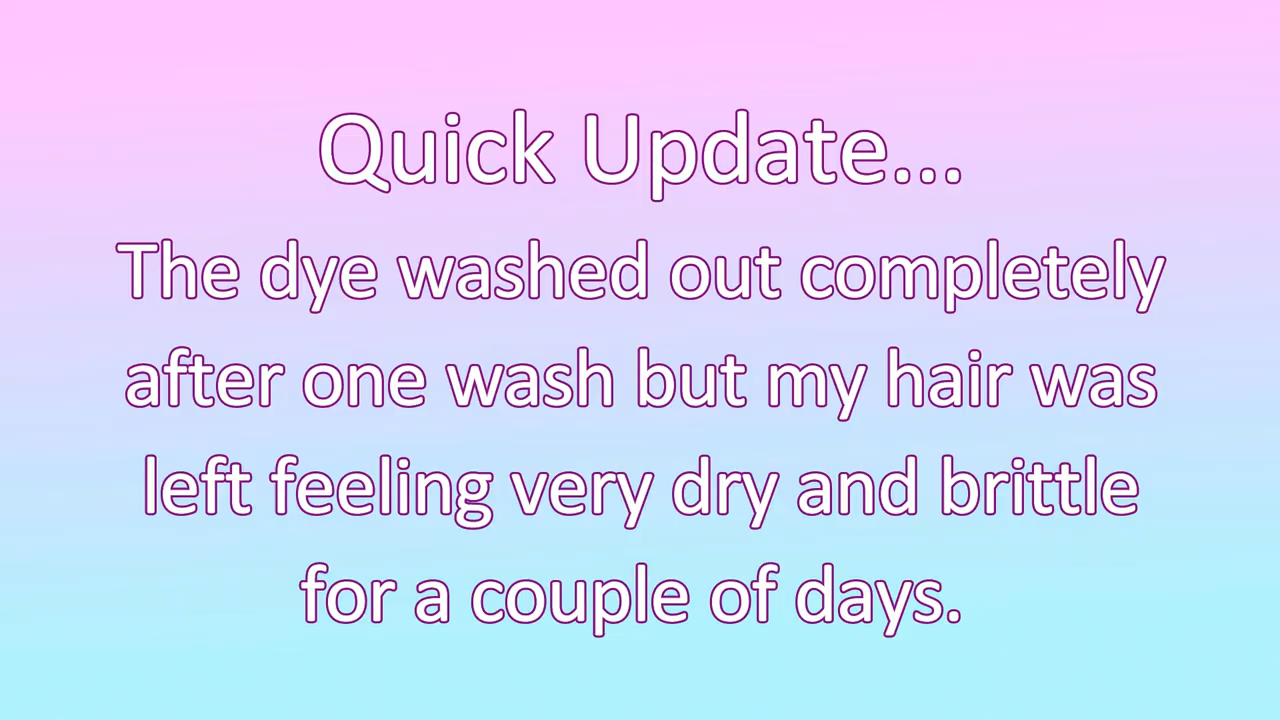 Quick Update...
The dye washed out completely
after one wash but my hair was
left feeling very dry and brittle
for a couple of days.